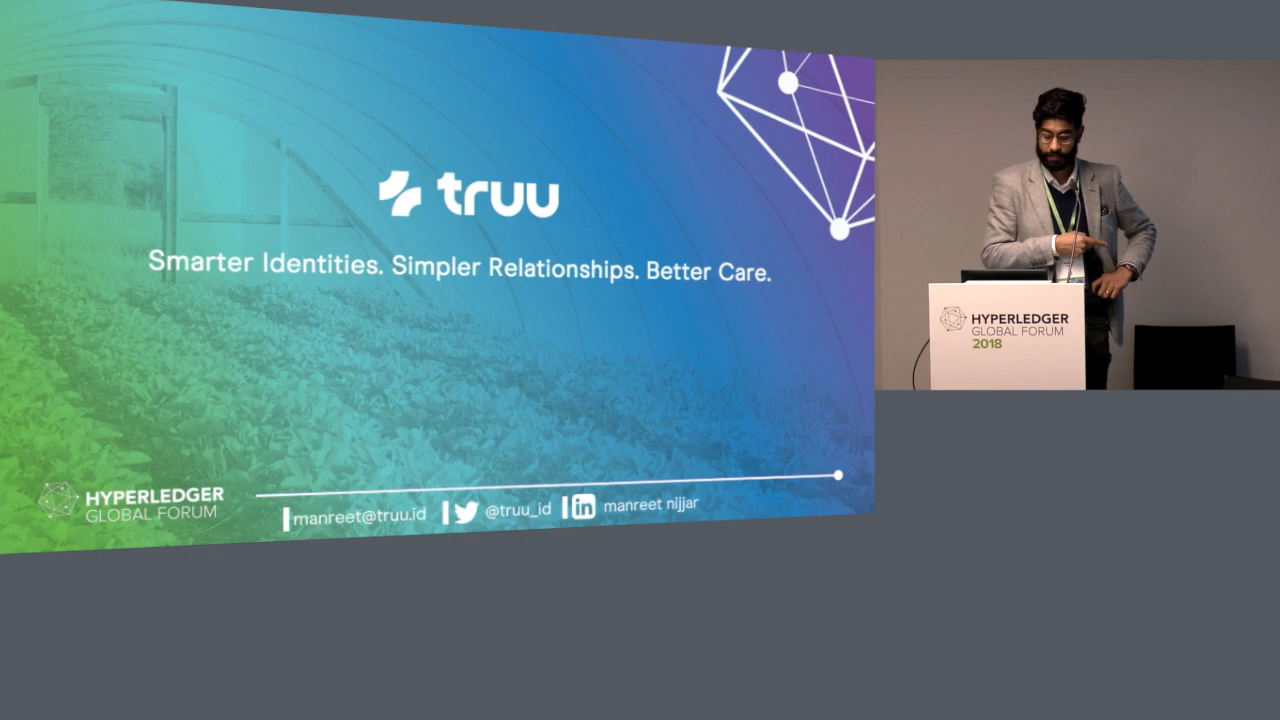 truu
Smarter Identities. Simpler Relationships. Better Care.
HYPERLEDGER
GLOBAL FORUM
manreet@truu.id
@truu_id
in
manreet nijjar
HYPERLEDGER
GLOBAL FORUM
2018